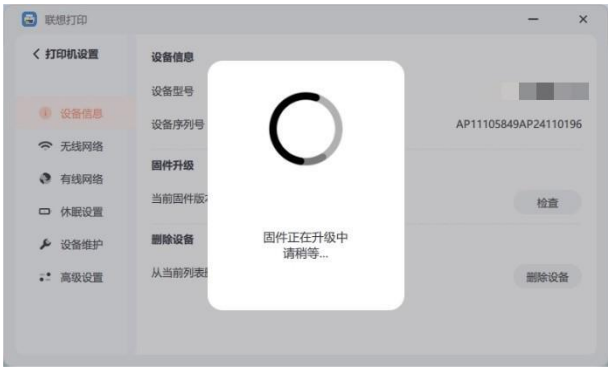 联想打印
打印机设置
设备信息
无线网络
有线网络
休眠设置
设备维护
高级设置
设备信息
设备型号
设备序列号 AP11105849AP24110196
固件升级
当前固件版 检查
删除设备
从当前列表 删除设备
固件正在升级中
请稍等...